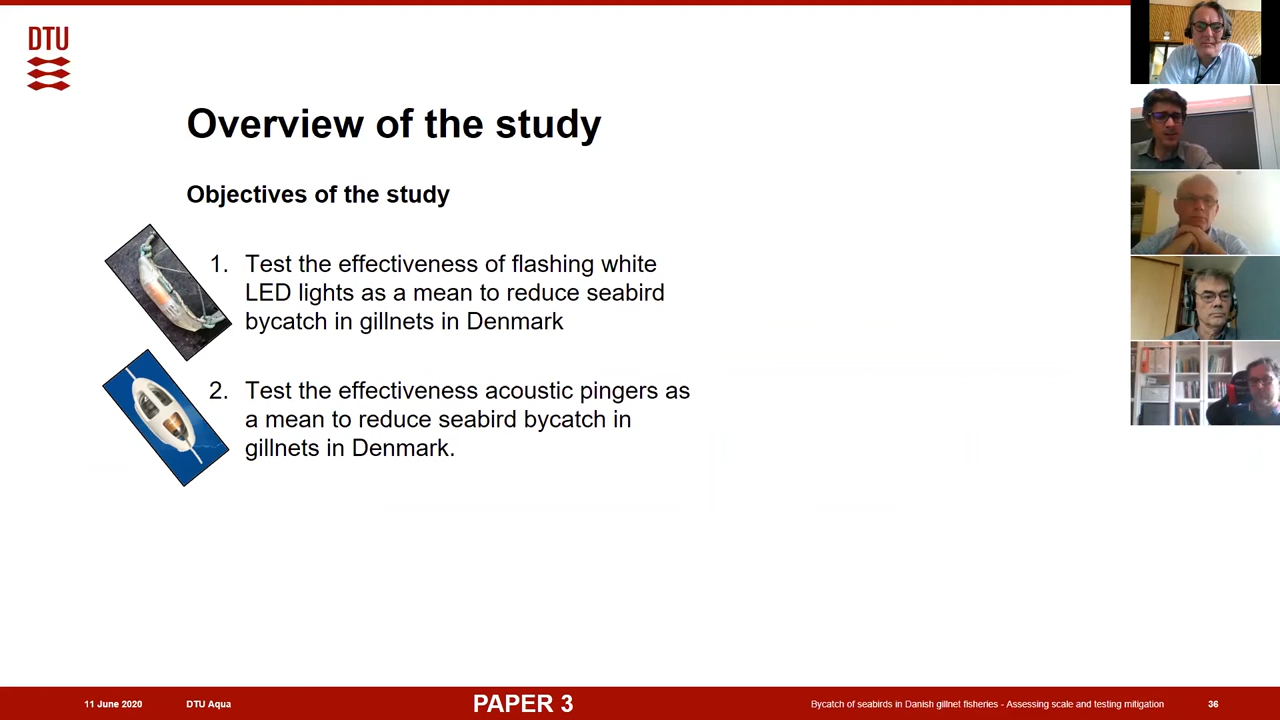 DTU
Overview of the study
Objectives of the study
1. Test the effectiveness of flashing white
LED lights as a mean to reduce seabird
bycatch in gillnets in Denmark
2. Test the effectiveness acoustic pingers as
a mean to reduce seabird bycatch in
gillnets in Denmark.
11 June 2020 DTU Aqua PAPER 3 Bycatch of seabirds in Danish gillnet fisheries - Assessing scale and testing mitigation 36